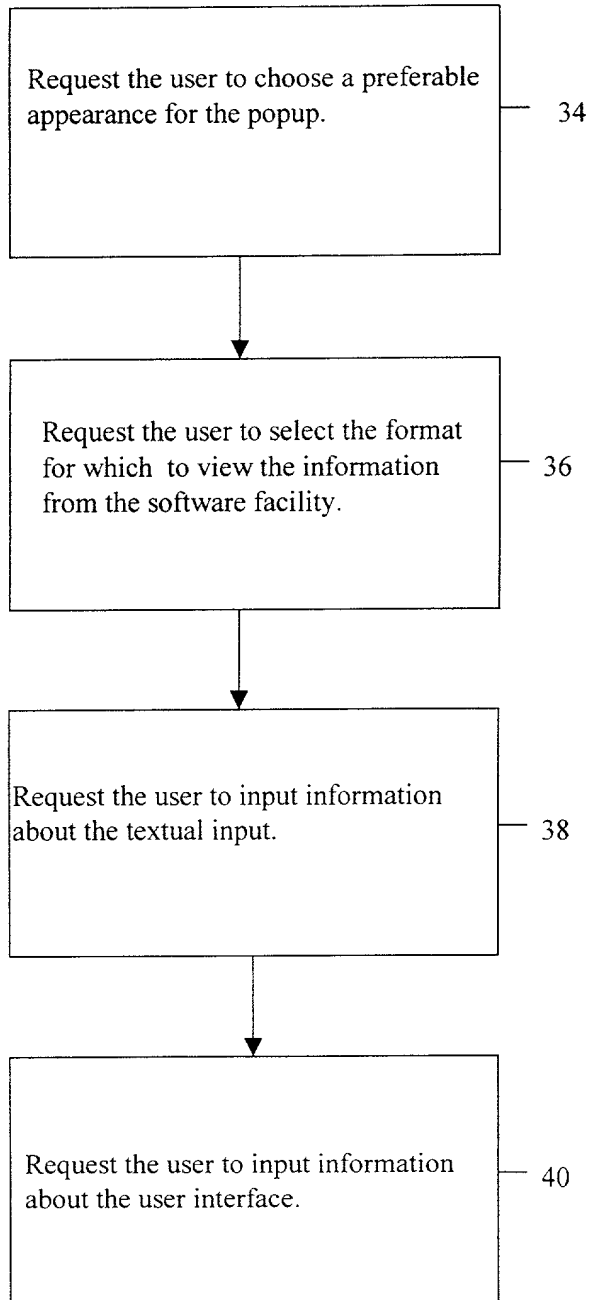 Request the user to choose a preferable
appearance for the popup.
34
Request the user to select the format
for which to view the information
from the software facility.
36
Request the user to input information
about the textual input.
38
Request the user to input information
about the user interface.
40